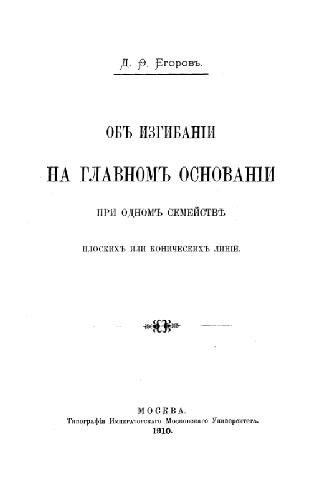 Д. Ѳ. Егоровъ.
ОБЪ ИЗГИБАНІИ
НА ГЛАВНОМЪ ОСНОВАНІИ
ПРИ ОДНОМЪ СЕМЕЙСТВѢ
ПЛОСКИХЪ ИЛИ КОНИЧЕСКИХЪ ЛИНІЙ.
МОСКВА.
Типографія Императорскаго Московскаго Университета.
1910.